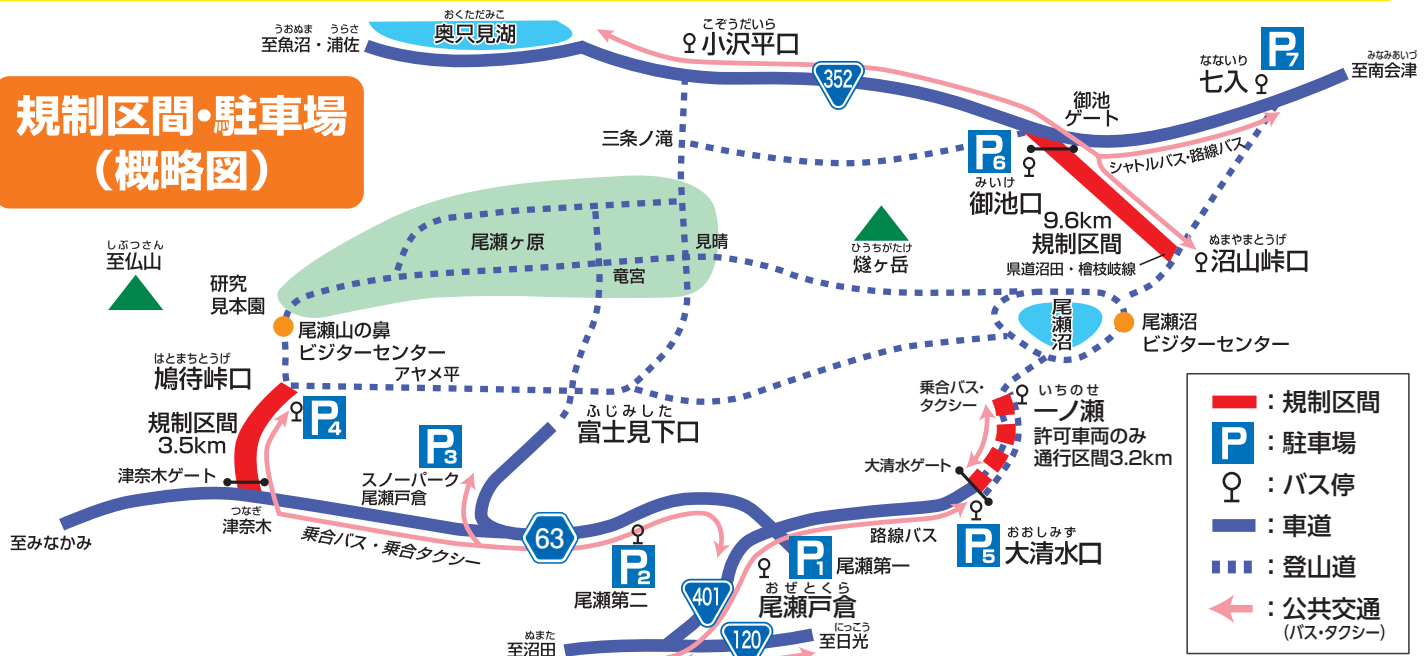 おくただみこ
奥只見湖
うおぬま うらさ
至魚沼・浦佐
こぞうだいら
小沢平口
352
P7
なないり
七入
みなみあいづ
至南会津
規制区間・駐車場
（概略図）
御池
ゲート
三条ノ滝
P6
みいけ
御池口
シャトルバス・路線バス
9.6km
規制区間
県道沼田・檜枝岐線
ぬまやまとうげ
沼山峠口
しぶつさん
至仏山
尾瀬ヶ原
見晴
竜宮
ひうちがたけ
燧ヶ岳
研究
見本園
尾瀬山の鼻
ビジターセンター
尾瀬沼
尾瀬沼
ビジターセンター
はとまちとうげ
鳩待峠口
アヤメ平
規制区間
3.5km
P4
ふじみした
富士見下口
乗合バス・
タクシー
いちのせ
一ノ瀬
許可車両のみ
通行区間3.2km
P3
スノーパーク
尾瀬戸倉
津奈木ゲート
つなぎ
津奈木
至みなかみ
乗合バス・乗合タクシー
63
大清水ゲート
路線バス
P5
おおしみず
大清水口
P2
尾瀬第二
P1
尾瀬第一
おぜとくら
尾瀬戸倉
401
120
ぬまた
至沼田
にっこう
至日光
：規制区間
P：駐車場
：バス停
：車道
：登山道
：公共交通
（バス・タクシー）